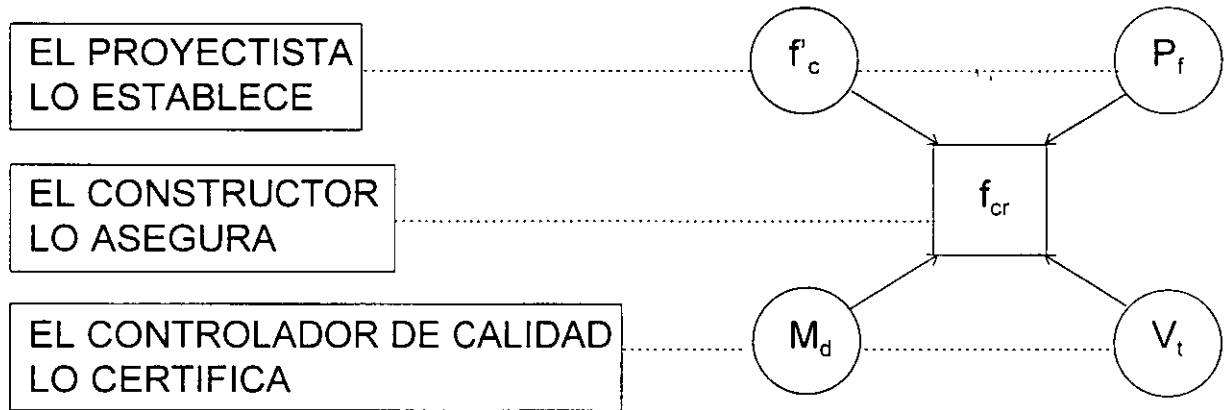 EL PROYECTISTA
LO ESTABLECE
f'c
Pf
EL CONSTRUCTOR
LO ASEGURA
fcr
EL CONTROLADOR DE CALIDAD
LO CERTIFICA
Md
Vt